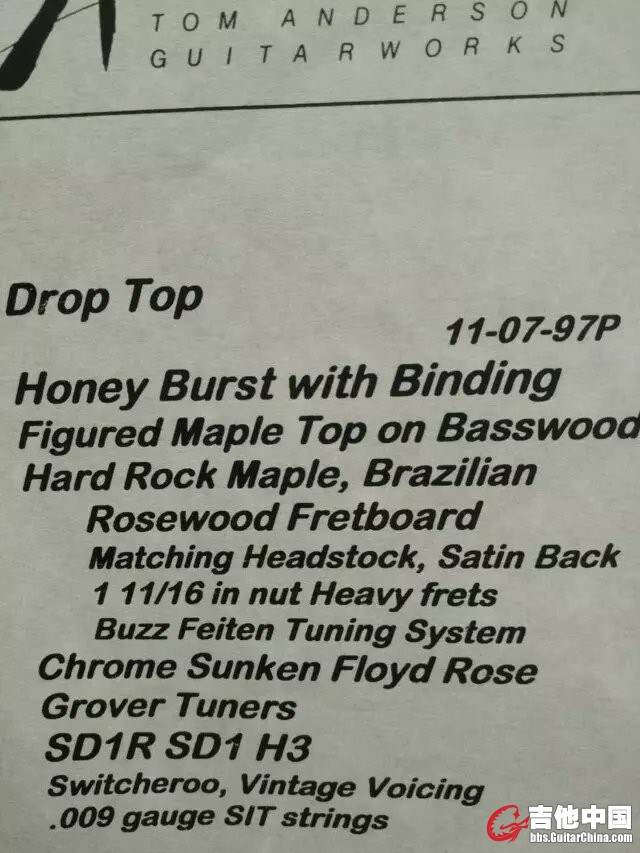 TOM ANDERSON
GUITARWORKS
Drop Top
11-07-97P
Honey Burst with Binding
Figured Maple Top on Basswood
Hard Rock Maple, Brazilian
Rosewood Fretboard
Matching Headstock, Satin Back
1 11/16 in nut Heavy frets
Buzz Feiten Tuning System
Chrome Sunken Floyd Rose
Grover Tuners
SD1R SD1 H3
Switcheroo, Vintage Voicing
.009 gauge SIT strings
吉他中国
bbs.GuitarChina.com